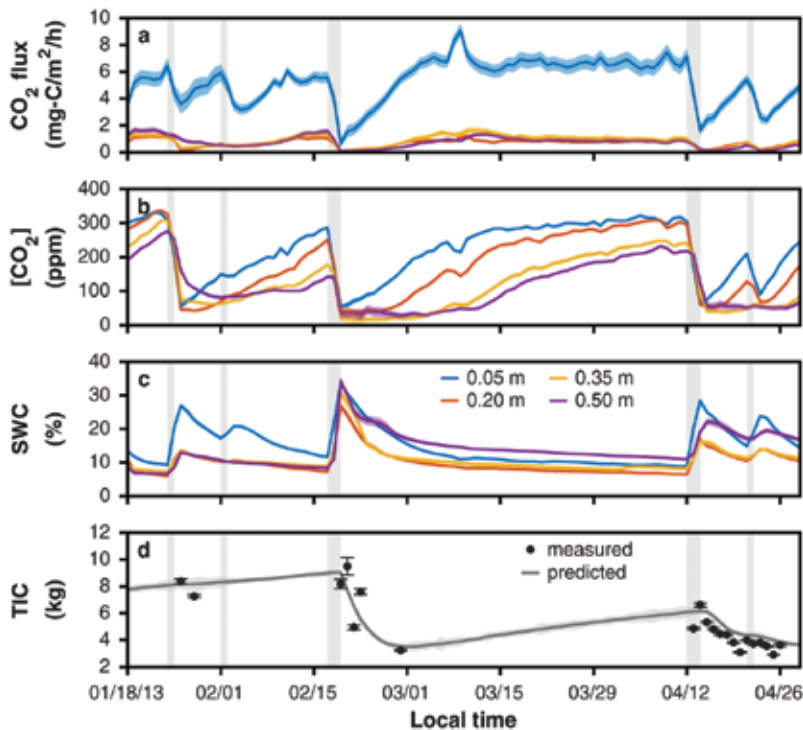 a
CO₂ flux
(mg-C/m²/h)
10
8
6
4
2
0
b
[CO₂]
(ppm)
400
300
200
100
0
c
SWC
(%)
40
30
20
10
0
0.05 m
0.35 m
0.20 m
0.50 m
d
TIC
(kg)
12
10
8
6
4
2
measured
predicted
01/18/13 02/01 02/15 03/01 03/15 03/29 04/12 04/26
Local time